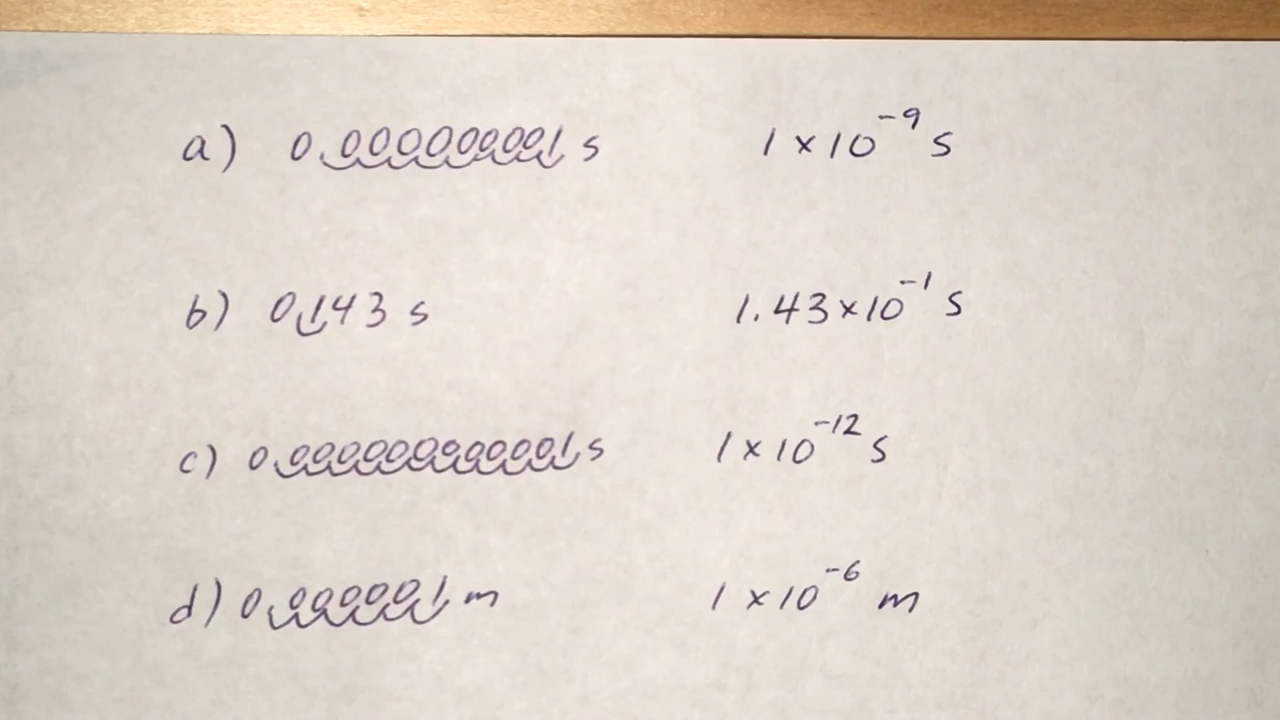 a) 0.000000001 s 1 x 10⁻⁹ s
b) 0.143 s 1.43 x 10⁻¹ s
c) 0.000000000001 s 1 x 10⁻¹² s
d) 0.000001 m 1 x 10⁻⁶ m